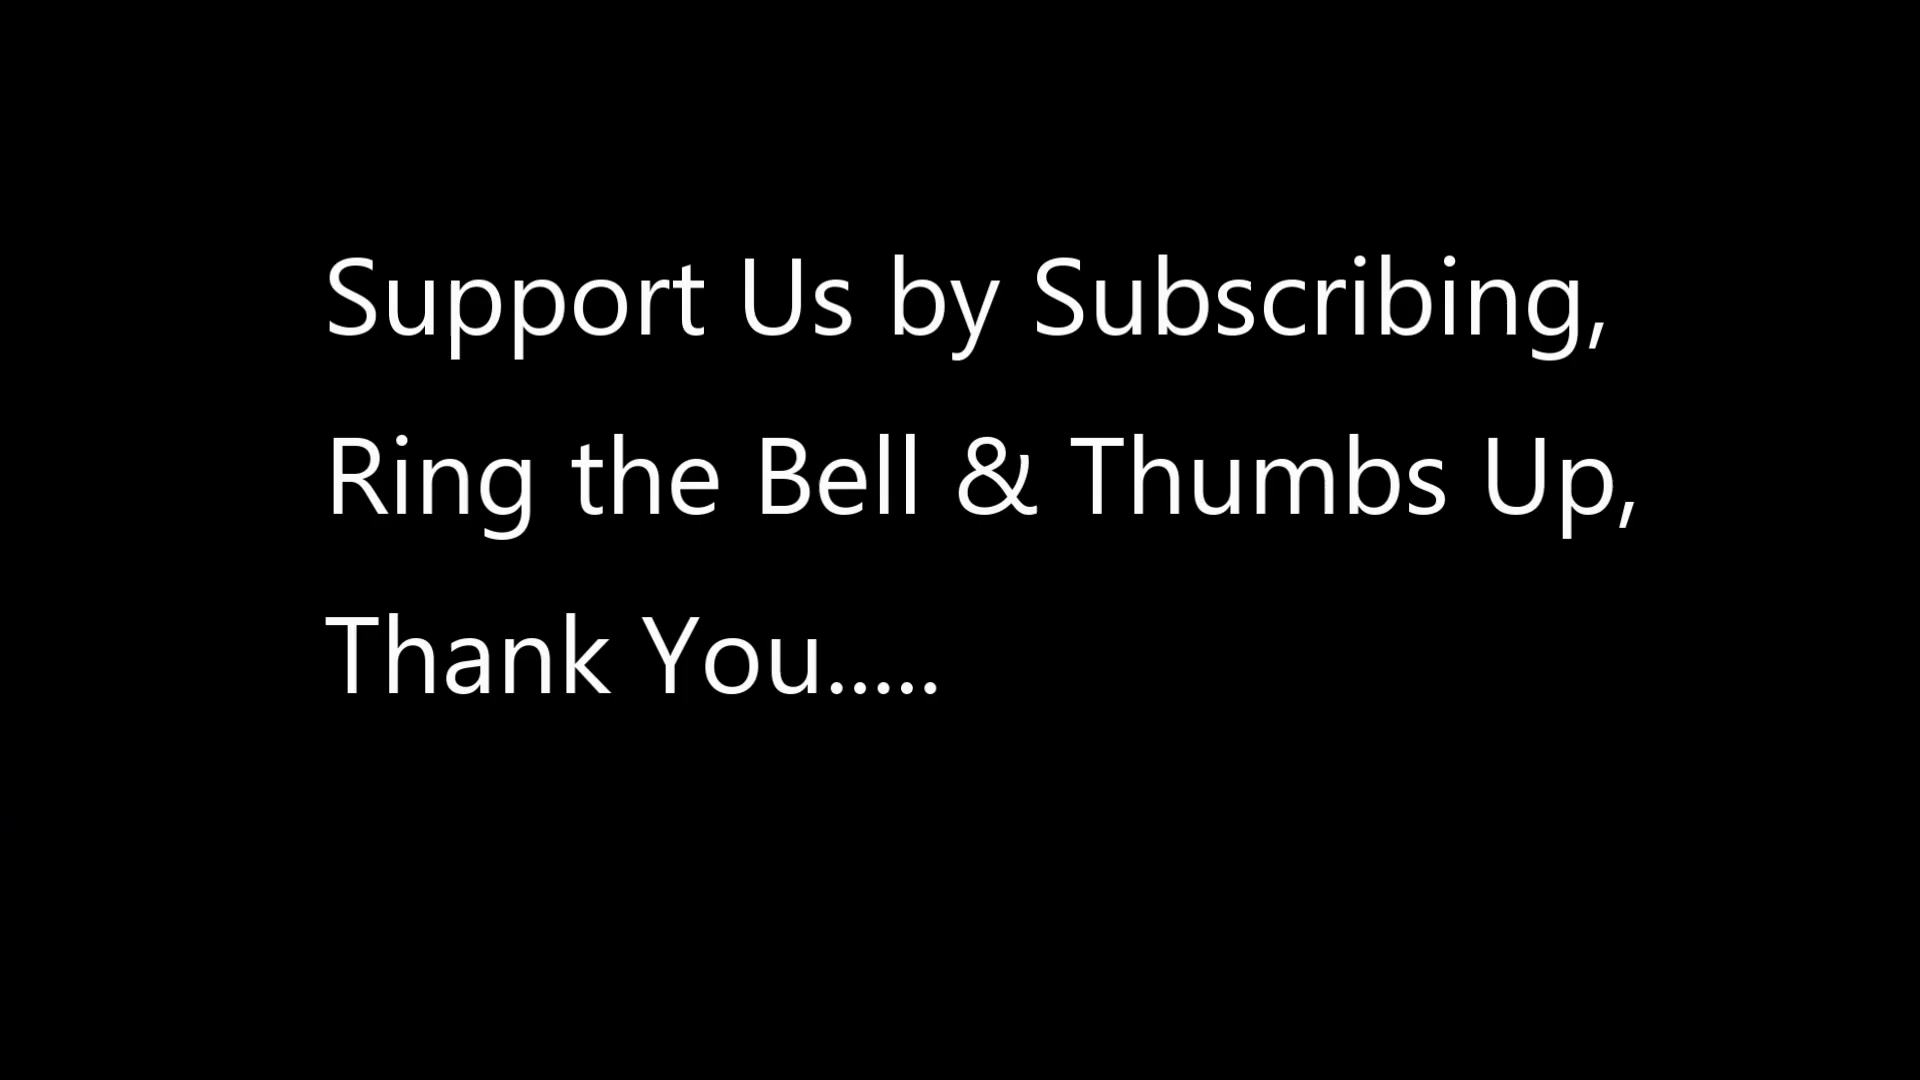 Support Us by Subscribing,
Ring the Bell & Thumbs Up,
Thank You.....